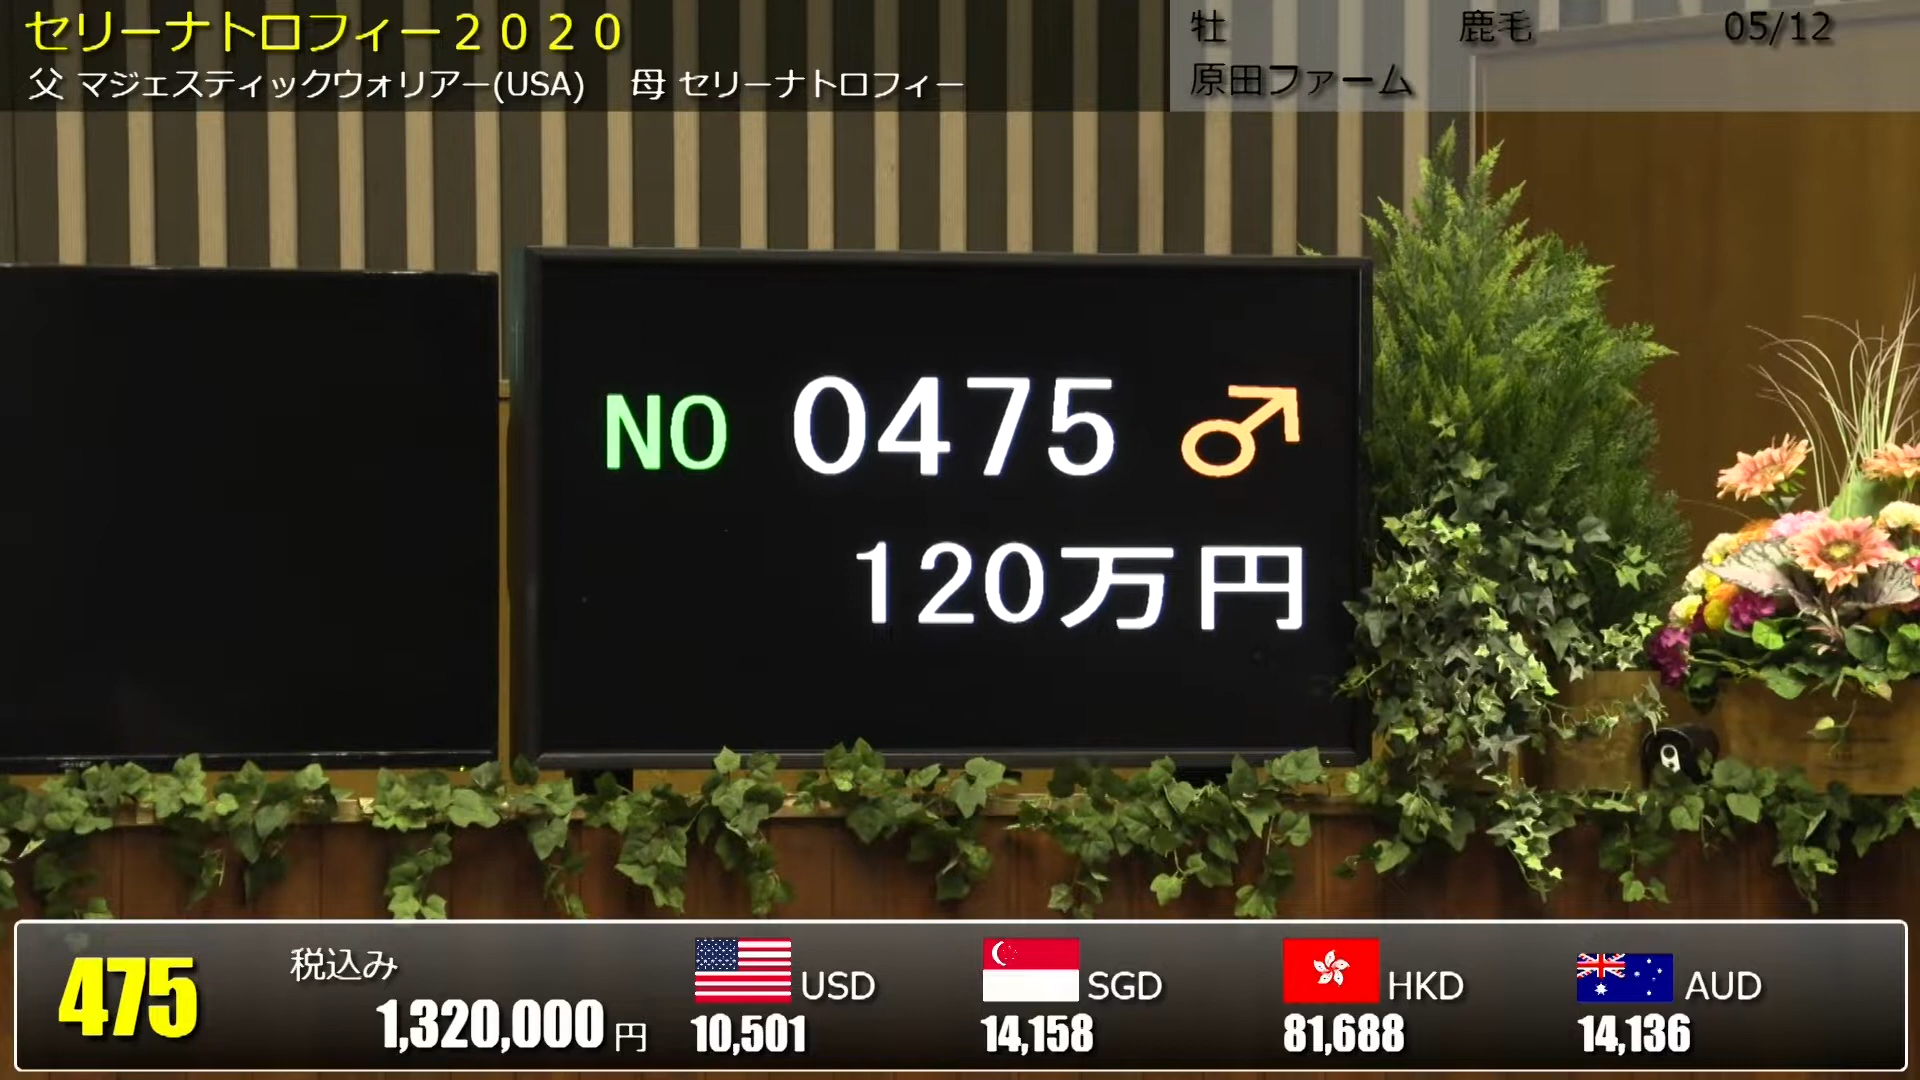 セリーナトロフィー２０２０
父 マジェスティックウォリアー(USA) 母 セリーナトロフィー
牡 鹿毛 05/12
原田ファーム
NO 0475 ♂
120万円
475
税込み
1,320,000 円
USD
10,501
SGD
14,158
HKD
81,688
AUD
14,136